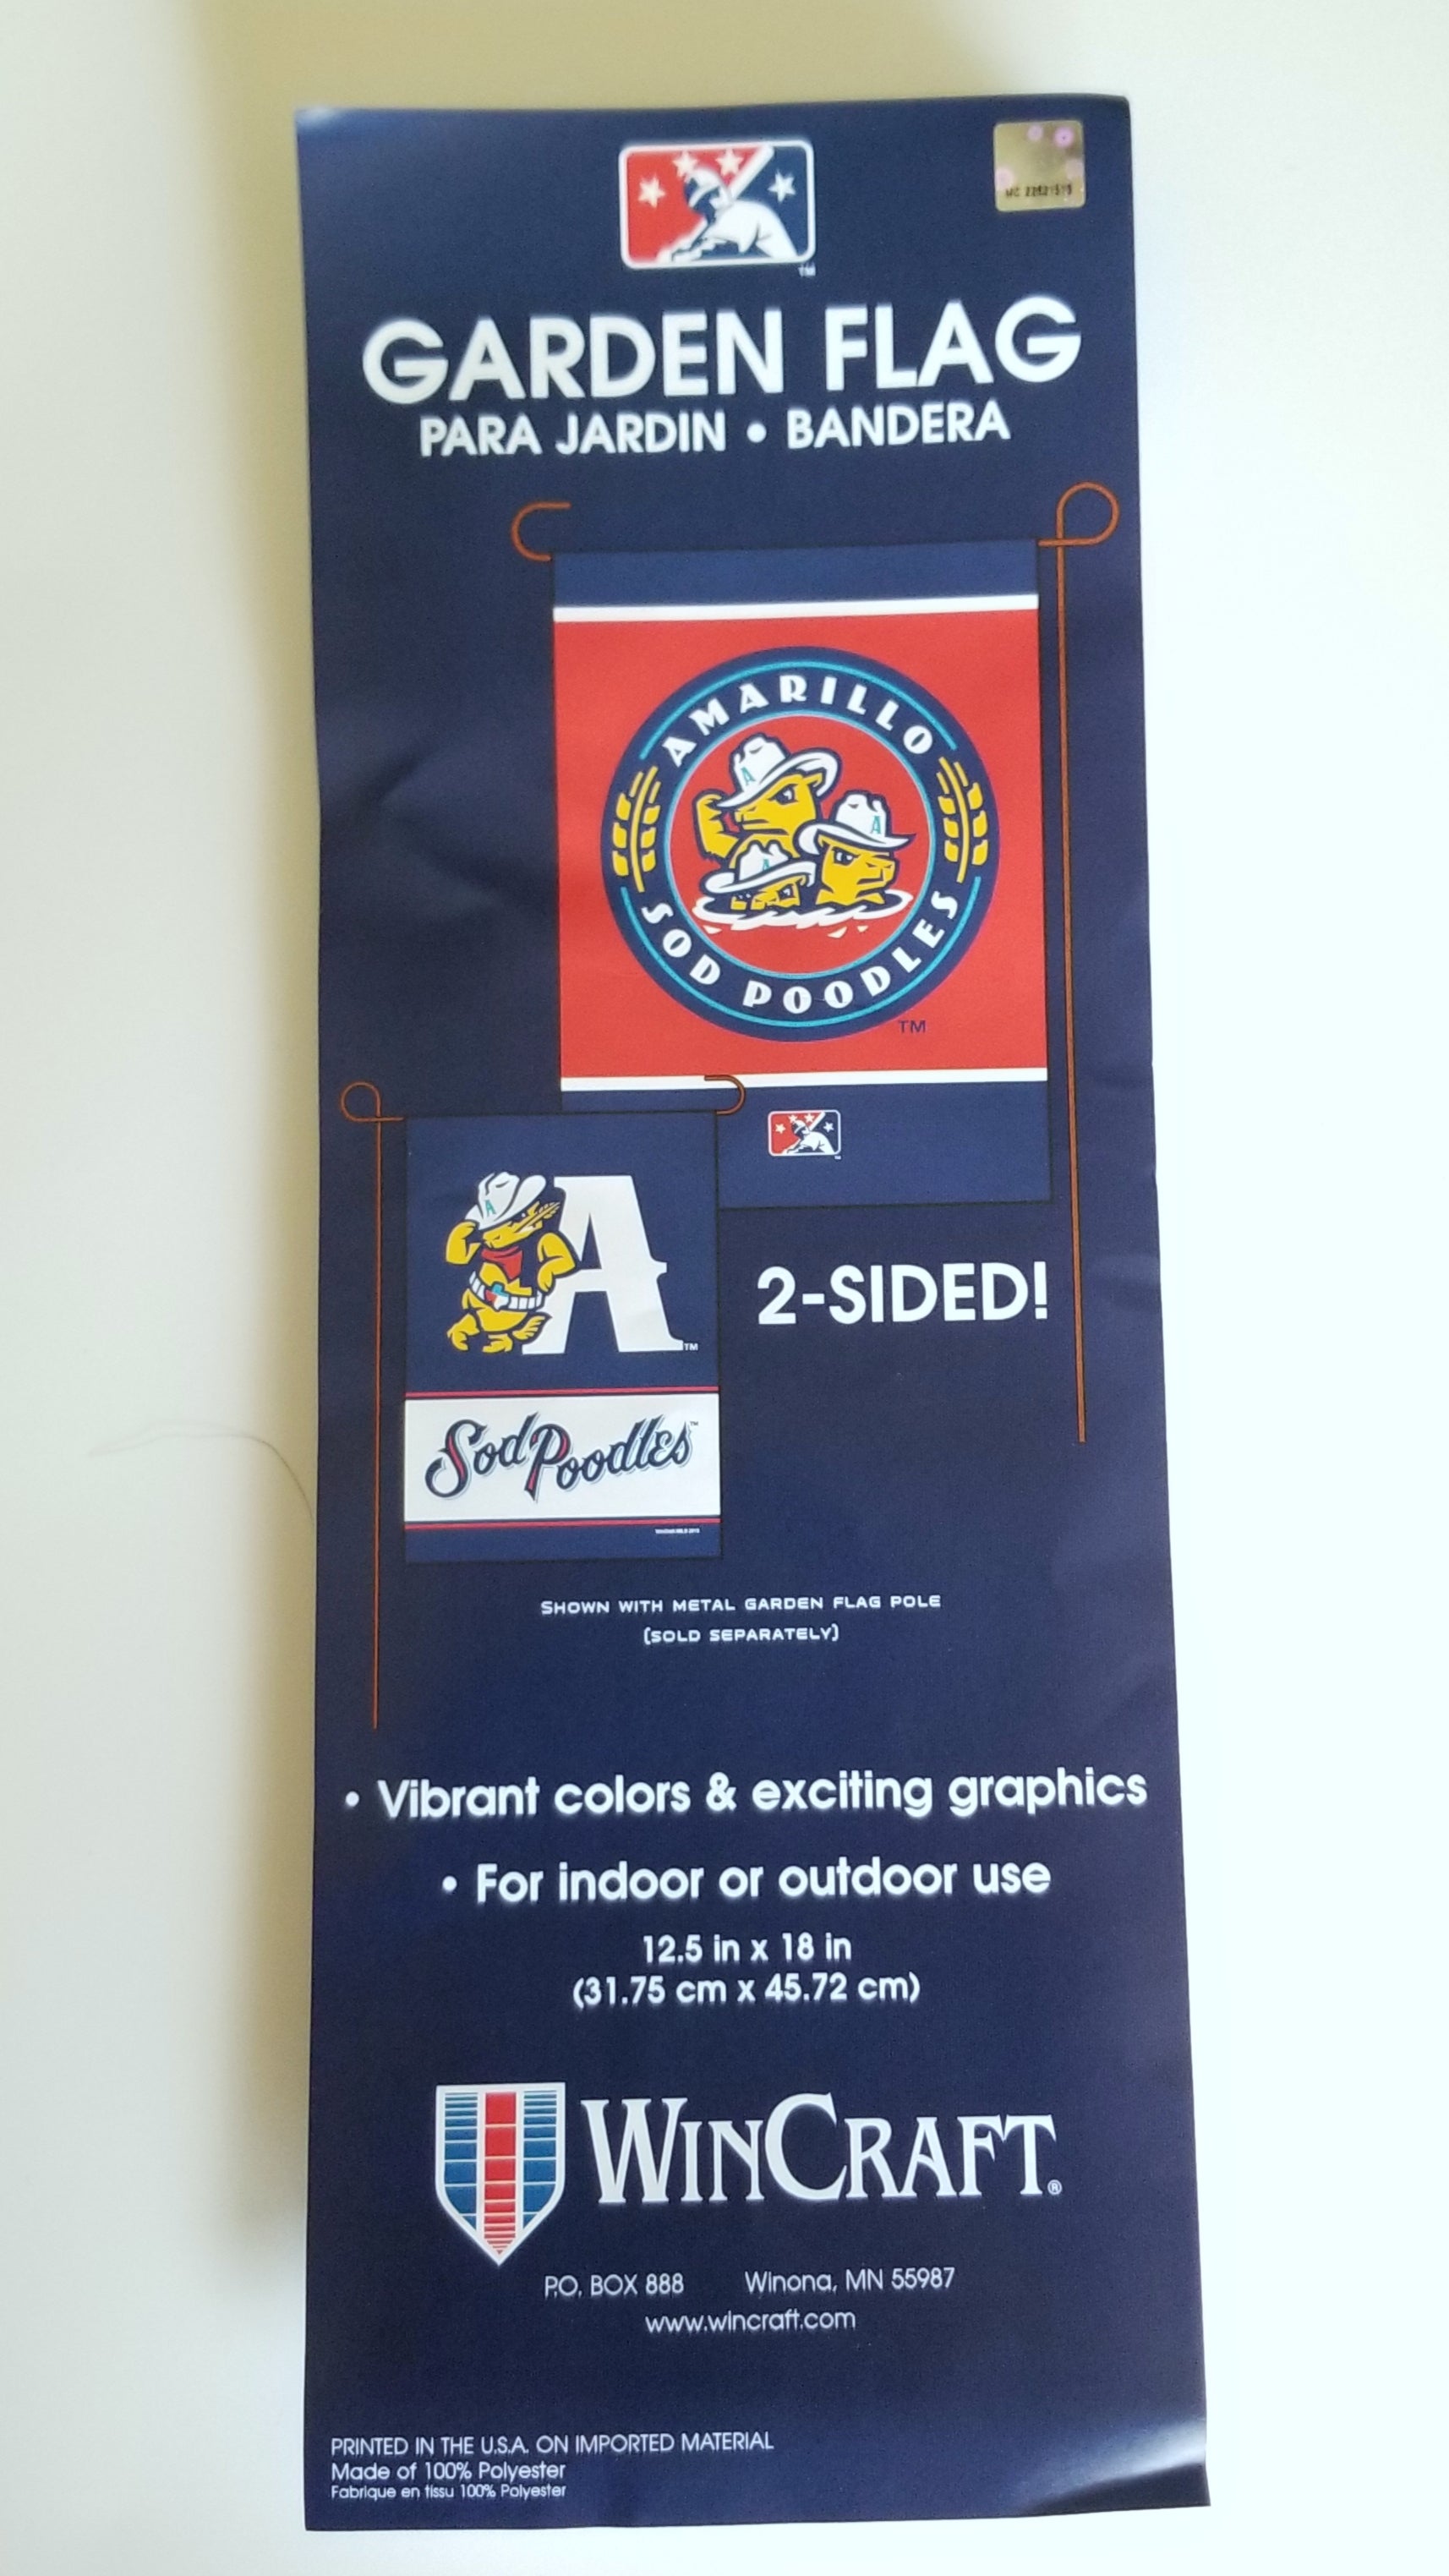 GARDEN FLAG
PARA JARDIN • BANDERA
AMARILLO
A
A
A
SOD POODLES
TM
A
A
TM
2-SIDED!
Sod Poodles
TM
SHOWN WITH METAL GARDEN FLAG POLE
(SOLD SEPARATELY)
• Vibrant colors & exciting graphics
• For indoor or outdoor use
12.5 in x 18 in
(31.75 cm x 45.72 cm)
WINCRAFT®
P.O. BOX 888 Winona, MN 55987
www.wincraft.com
PRINTED IN THE U.S.A. ON IMPORTED MATERIAL
Made of 100% Polyester
Fabrique en tissu 100% Polyester